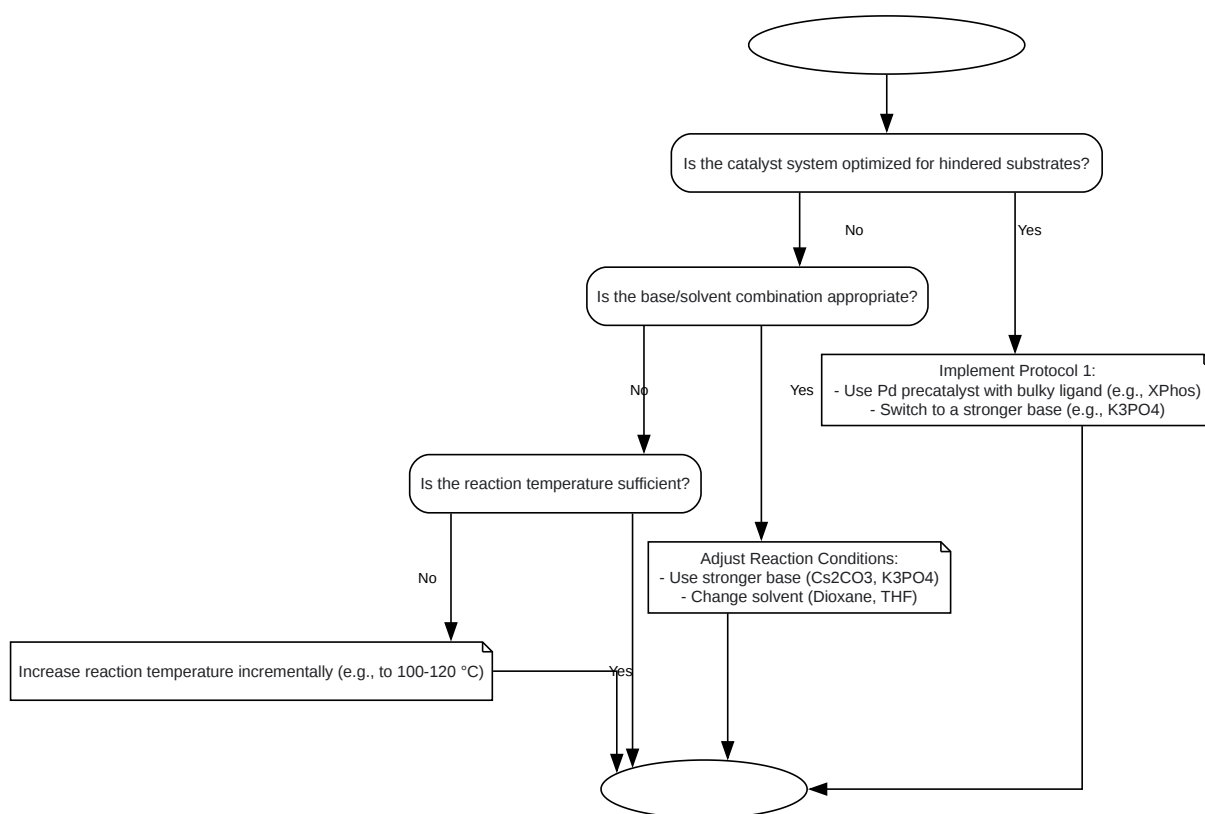 Is the catalyst system optimized for hindered substrates?
No
Yes
Is the base/solvent combination appropriate?
No
Yes
Implement Protocol 1:
- Use Pd precatalyst with bulky ligand (e.g., XPhos)
- Switch to a stronger base (e.g., K3PO4)
Is the reaction temperature sufficient?
No
Yes
Adjust Reaction Conditions:
- Use stronger base (Cs2CO3, K3PO4)
- Change solvent (Dioxane, THF)
Increase reaction temperature incrementally (e.g., to 100-120 °C)